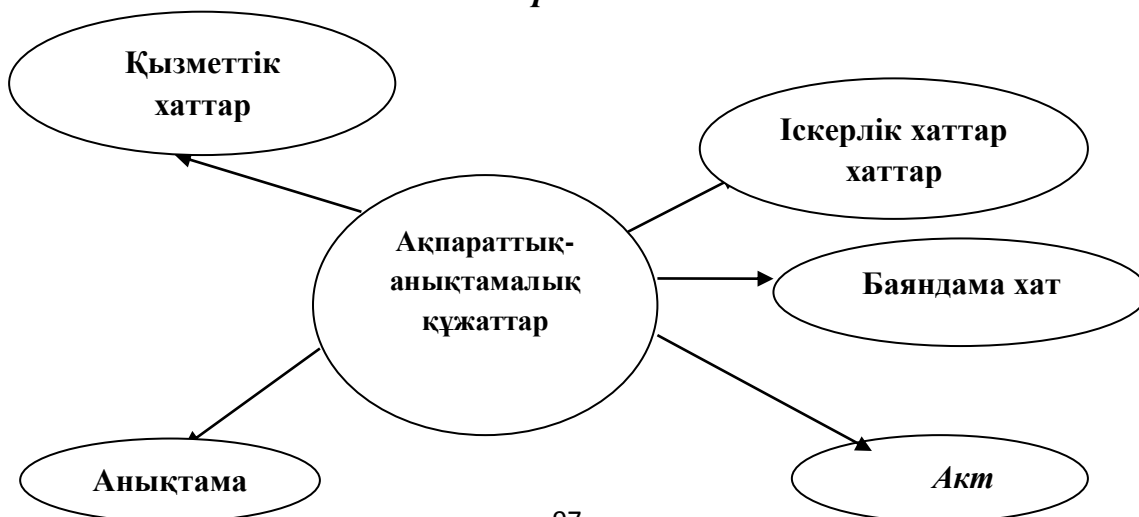 Қызметтік
хаттар
Іскерлік хаттар
хаттар
Ақпараттық-
анықтамалық
құжаттар
Баяндама хат
Анықтама
Акт